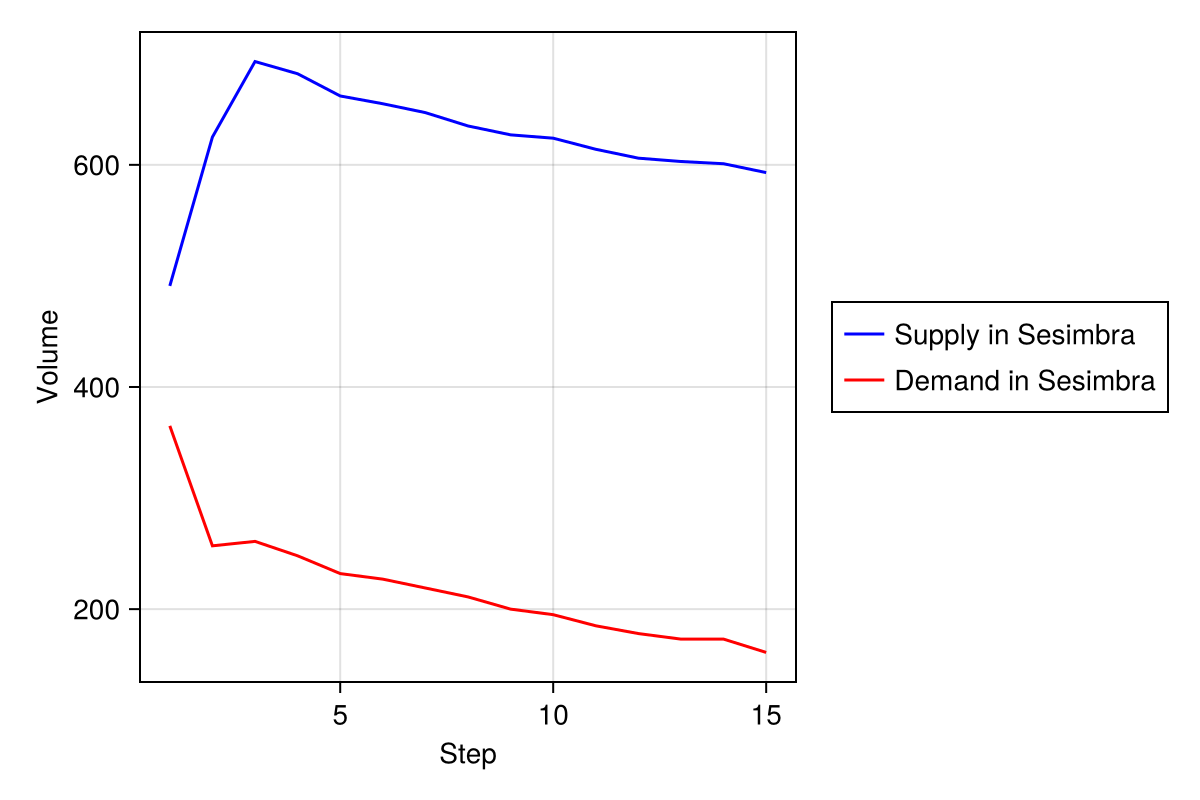 600
400
200
Volume
5 10 15
Step
Supply in Sesimbra
Demand in Sesimbra